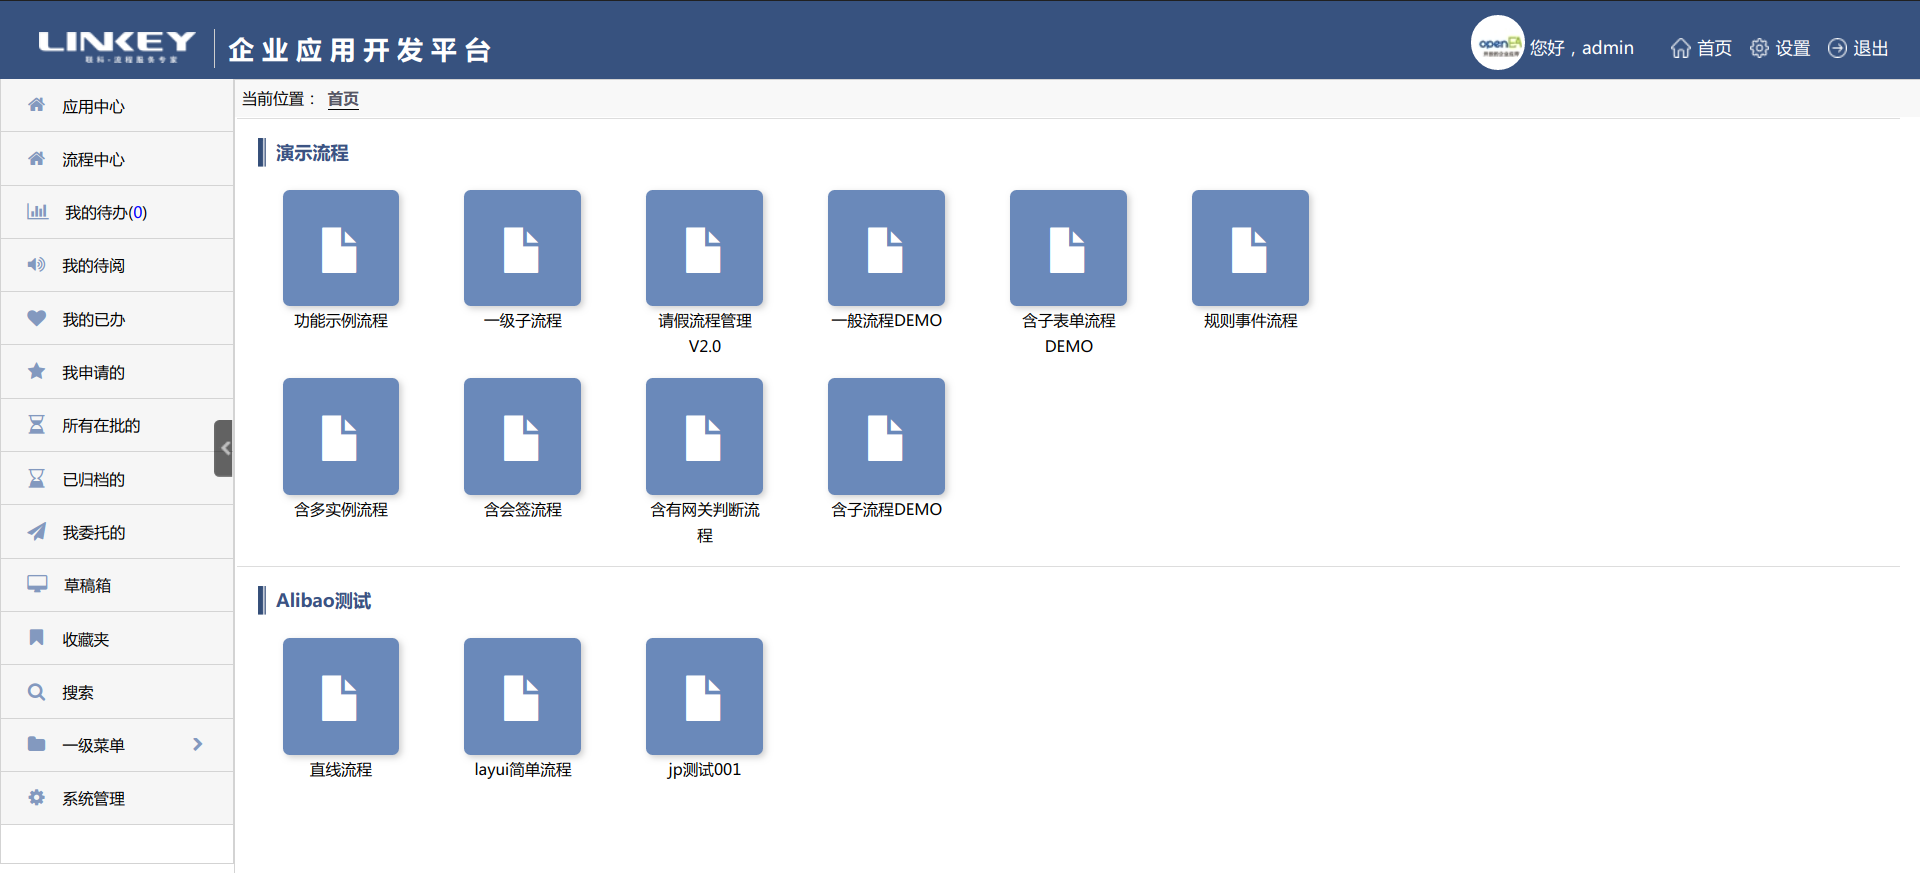 LINKEY
企业应用开发平台
openEA
您好，admin
首页
设置
退出
应用中心
流程中心
我的待办(0)
我的待阅
我的已办
我申请的
所有在批的
已归档的
我委托的
草稿箱
收藏夹
搜索
一级菜单
系统管理
当前位置： 首页
演示流程
功能示例流程
一级子流程
请假流程管理
V2.0
一般流程DEMO
含子表单流程
DEMO
规则事件流程
含多实例流程
含会签流程
含有网关判断流
程
含子流程DEMO
Alibao测试
直线流程
layui简单流程
jp测试001